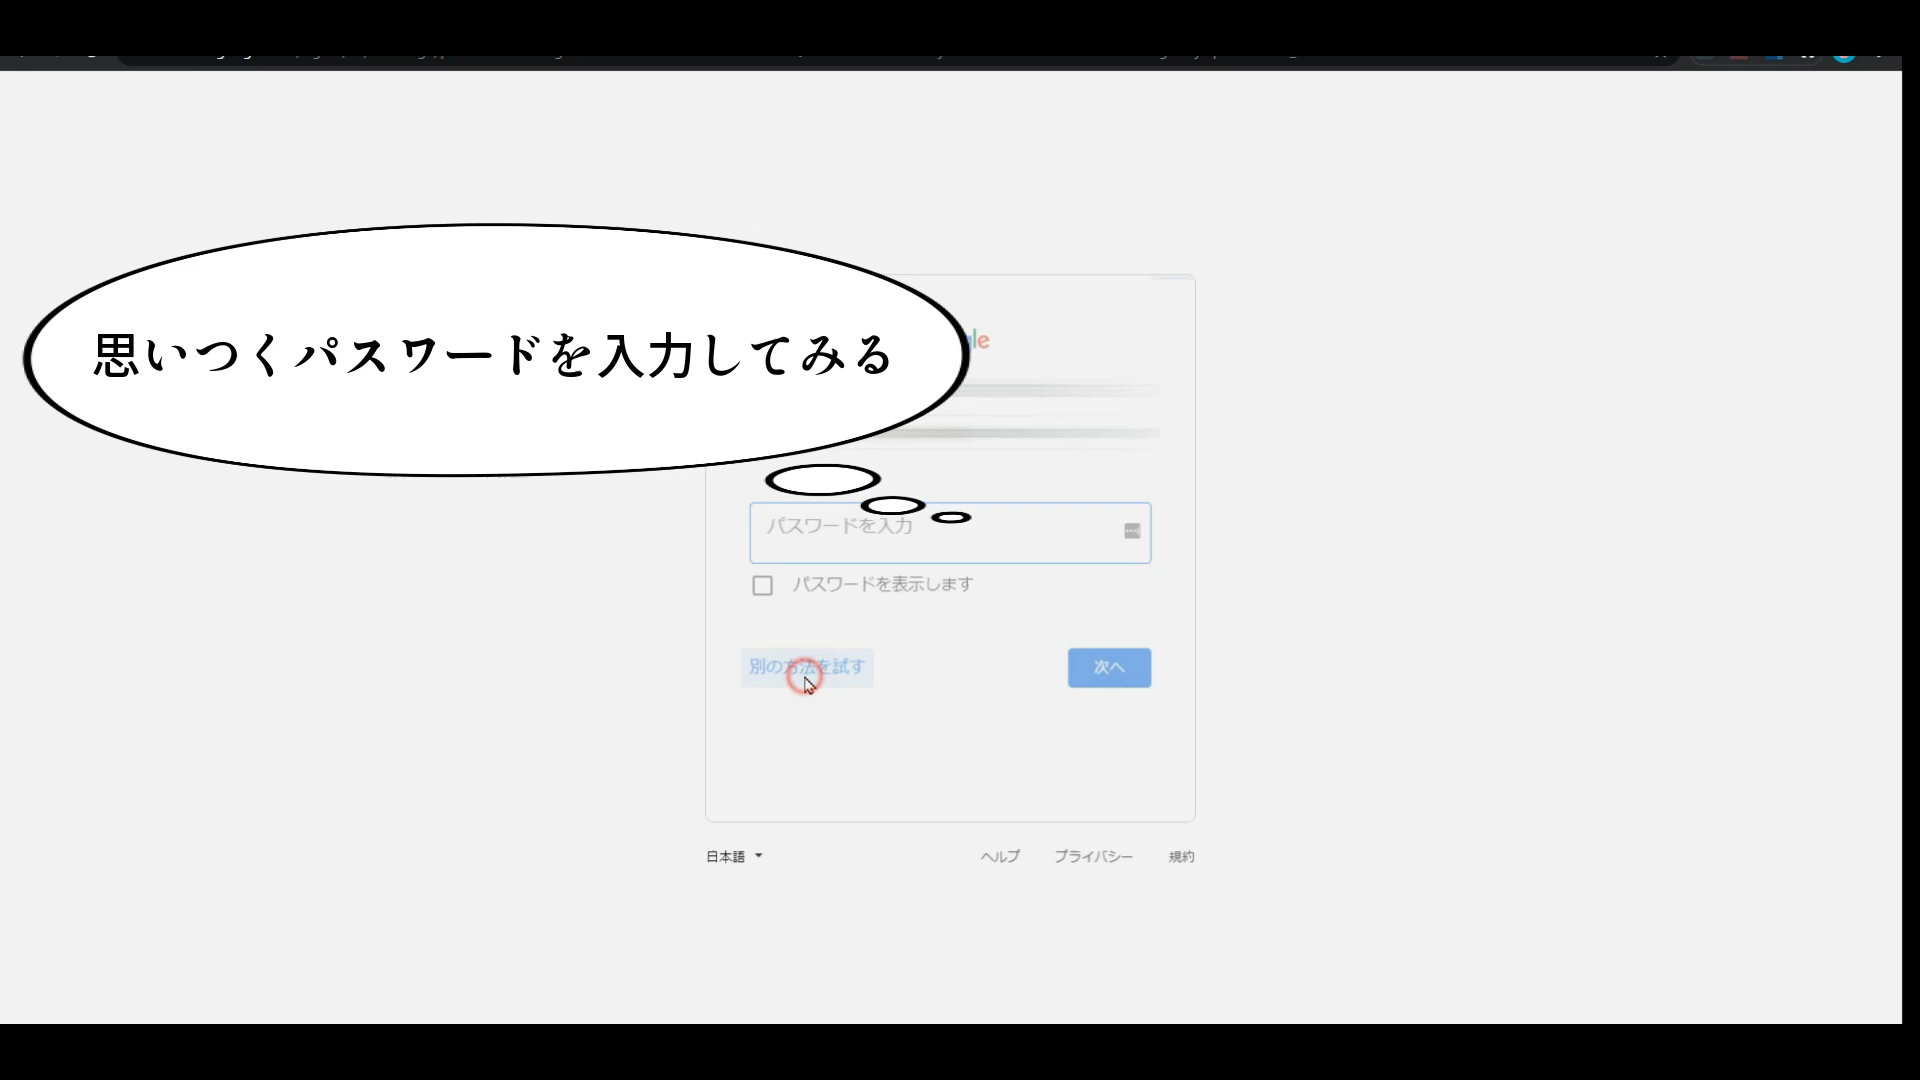 思いつくパスワードを入力してみる
gle
パスワードを入力
パスワードを表示します
別の方法を試す
次へ
日本語
ヘルプ
プライバシー
規約